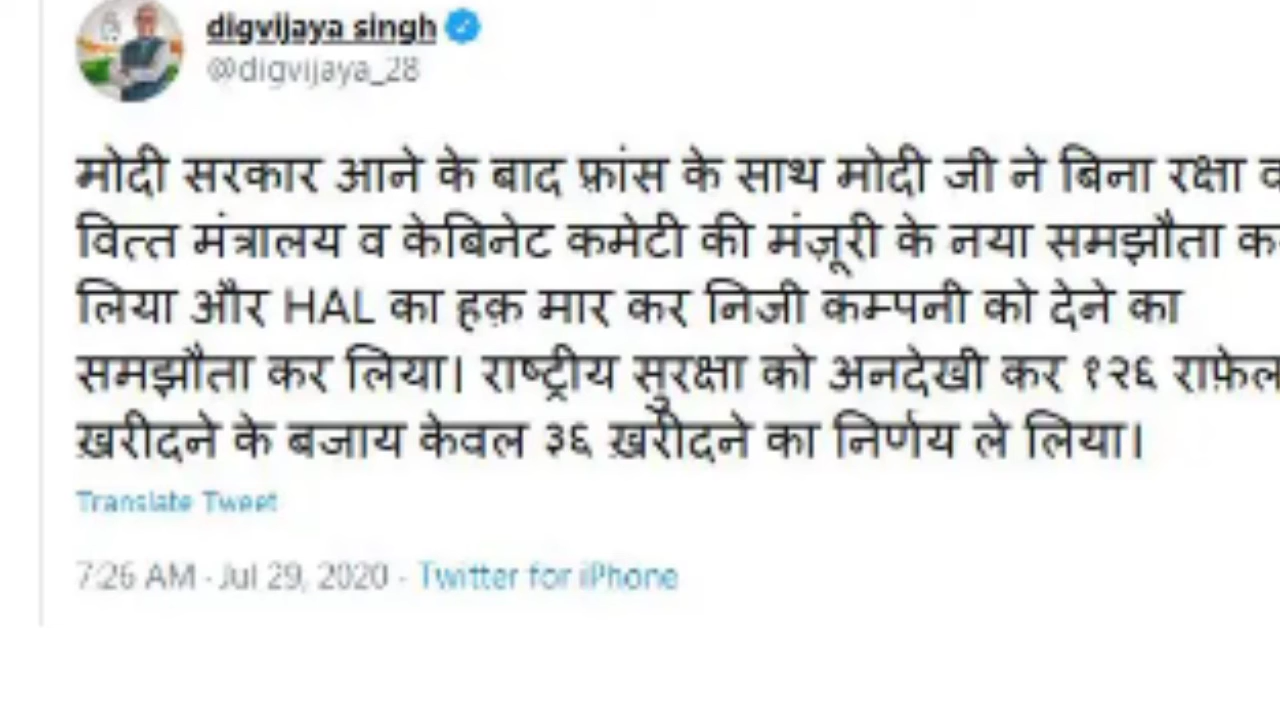 digvijaya singh
@digvijaya_28
मोदी सरकार आने के बाद फ़्रांस के साथ मोदी जी ने बिना रक्षा व
वित्त मंत्रालय व केबिनेट कमेटी की मंज़ूरी के नया समझौता कर
लिया और HAL का हक़ मार कर निजी कम्पनी को देने का
समझौता कर लिया। राष्ट्रीय सुरक्षा को अनदेखी कर १२६ राफ़ेल
ख़रीदने के बजाय केवल ३६ ख़रीदने का निर्णय ले लिया।
Translate Tweet
7:26 AM · Jul 29, 2020 · Twitter for iPhone